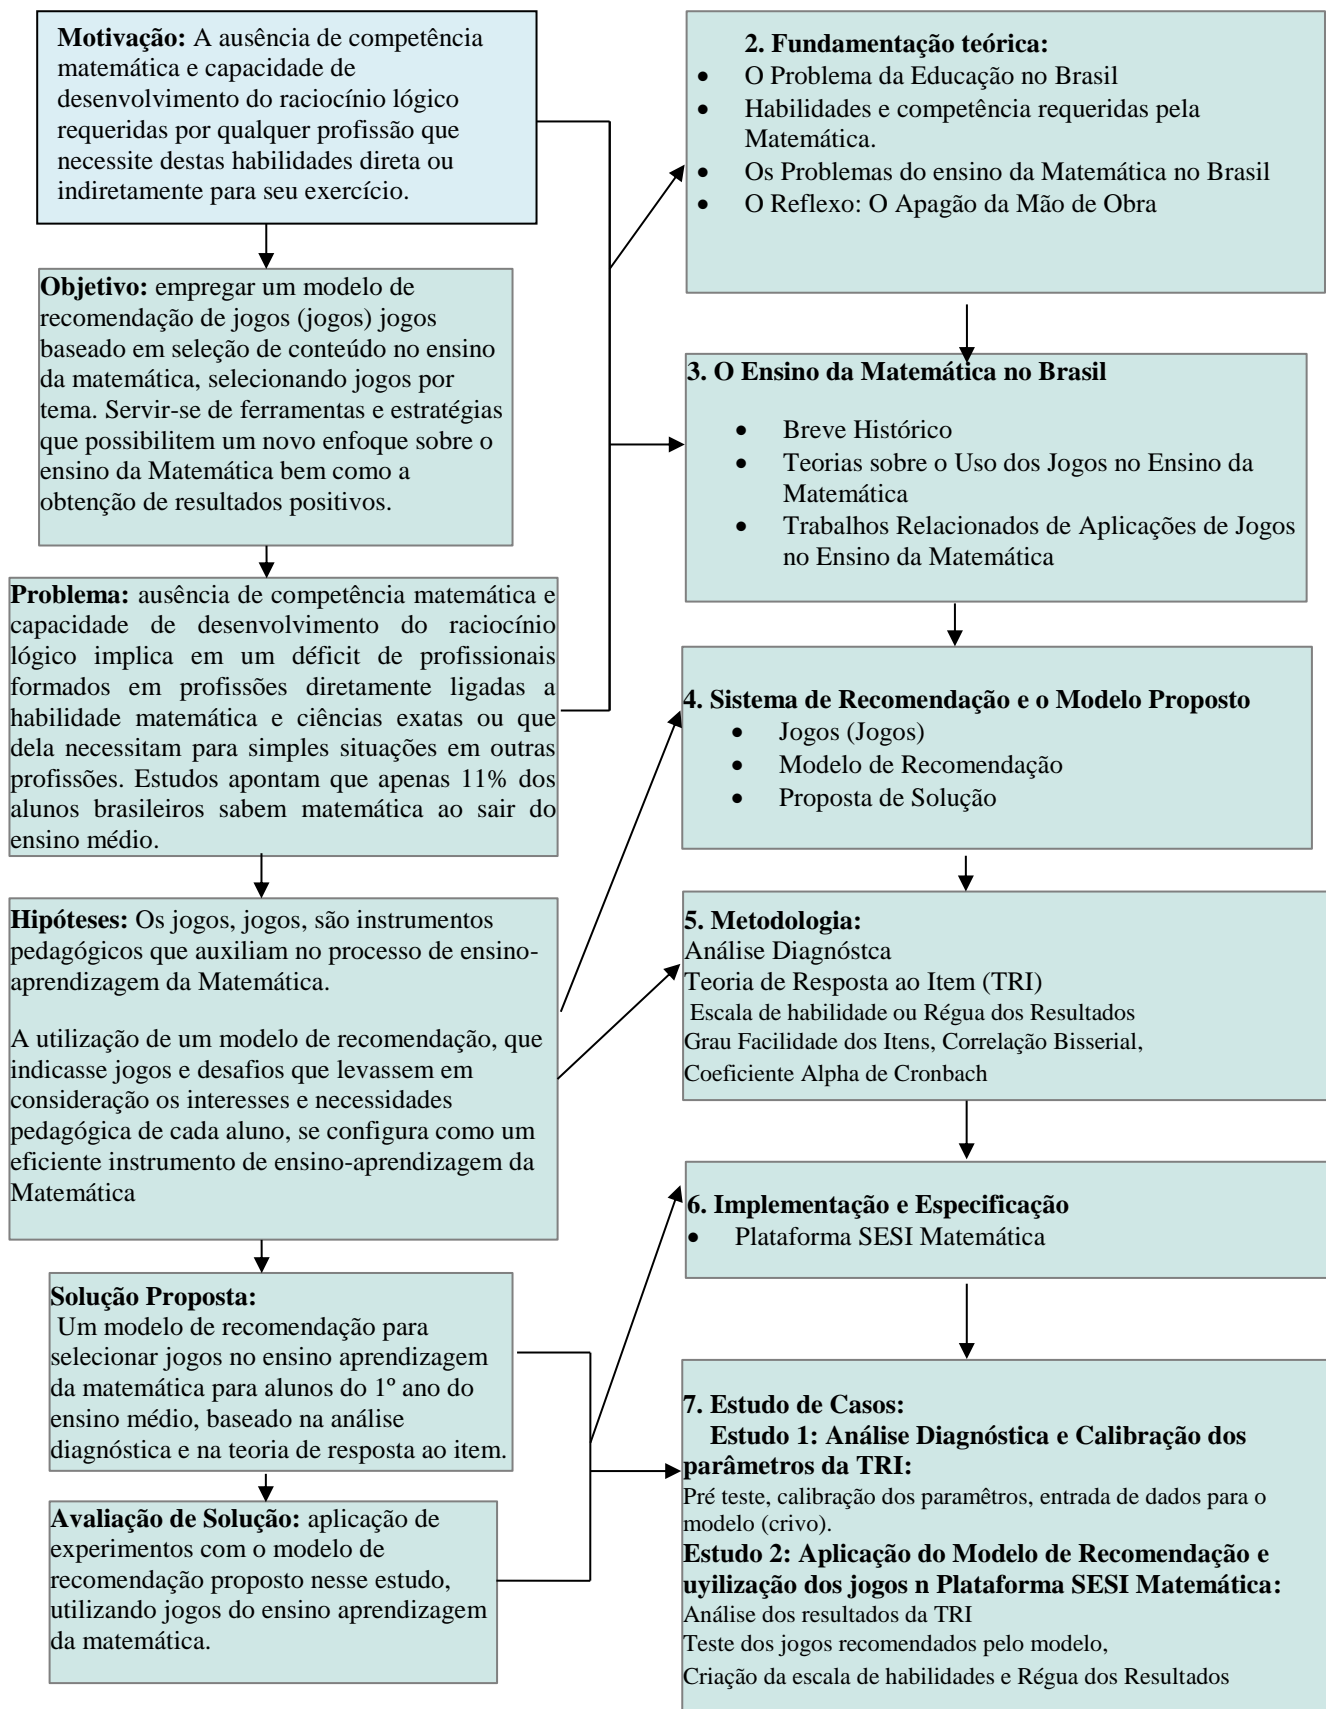 Motivação: A ausência de competência
matemática e capacidade de
desenvolvimento do raciocínio lógico
requeridas por qualquer profissão que
necessite destas habilidades direta ou
indiretamente para seu exercício.
Objetivo: empregar um modelo de
recomendação de jogos (jogos) jogos
baseado em seleção de conteúdo no ensino
da matemática, selecionando jogos por
tema. Servir-se de ferramentas e estratégias
que possibilitem um novo enfoque sobre o
ensino da Matemática bem como a
obtenção de resultados positivos.
Problema: ausência de competência matemática e
capacidade de desenvolvimento do raciocínio
lógico implica em um déficit de profissionais
formados em profissões diretamente ligadas a
habilidade matemática e ciências exatas ou que
dela necessitam para simples situações em outras
profissões. Estudos apontam que apenas 11% dos
alunos brasileiros sabem matemática ao sair do
ensino médio.
Hipóteses: Os jogos, jogos, são instrumentos
pedagógicos que auxiliam no processo de ensino-
aprendizagem da Matemática.
A utilização de um modelo de recomendação, que
indicasse jogos e desafios que levassem em
consideração os interesses e necessidades
pedagógica de cada aluno, se configura como um
eficiente instrumento de ensino-aprendizagem da
Matemática
Solução Proposta:
Um modelo de recomendação para
selecionar jogos no ensino aprendizagem
da matemática para alunos do 1º ano do
ensino médio, baseado na análise
diagnóstica e na teoria de resposta ao item.
Avaliação de Solução: aplicação de
experimentos com o modelo de
recomendação proposto nesse estudo,
utilizando jogos do ensino aprendizagem
da matemática.
2. Fundamentação teórica:
• O Problema da Educação no Brasil
• Habilidades e competência requeridas pela
Matemática.
• Os Problemas do ensino da Matemática no Brasil
• O Reflexo: O Apagão da Mão de Obra
3. O Ensino da Matemática no Brasil
• Breve Histórico
• Teorias sobre o Uso dos Jogos no Ensino da
Matemática
• Trabalhos Relacionados de Aplicações de Jogos
no Ensino da Matemática
4. Sistema de Recomendação e o Modelo Proposto
• Jogos (Jogos)
• Modelo de Recomendação
• Proposta de Solução
5. Metodologia:
Análise Diagnóstca
Teoria de Resposta ao Item (TRI)
Escala de habilidade ou Régua dos Resultados
Grau Facilidade dos Itens, Correlação Bisserial,
Coeficiente Alpha de Cronbach
6. Implementação e Especificação
• Plataforma SESI Matemática
7. Estudo de Casos:
Estudo 1: Análise Diagnóstica e Calibração dos
parâmetros da TRI:
Pré teste, calibração dos paramêtros, entrada de dados para o
modelo (crivo).
Estudo 2: Aplicação do Modelo de Recomendação e
uyilização dos jogos n Plataforma SESI Matemática:
Análise dos resultados da TRI
Teste dos jogos recomendados pelo modelo,
Criação da escala de habilidades e Régua dos Resultados